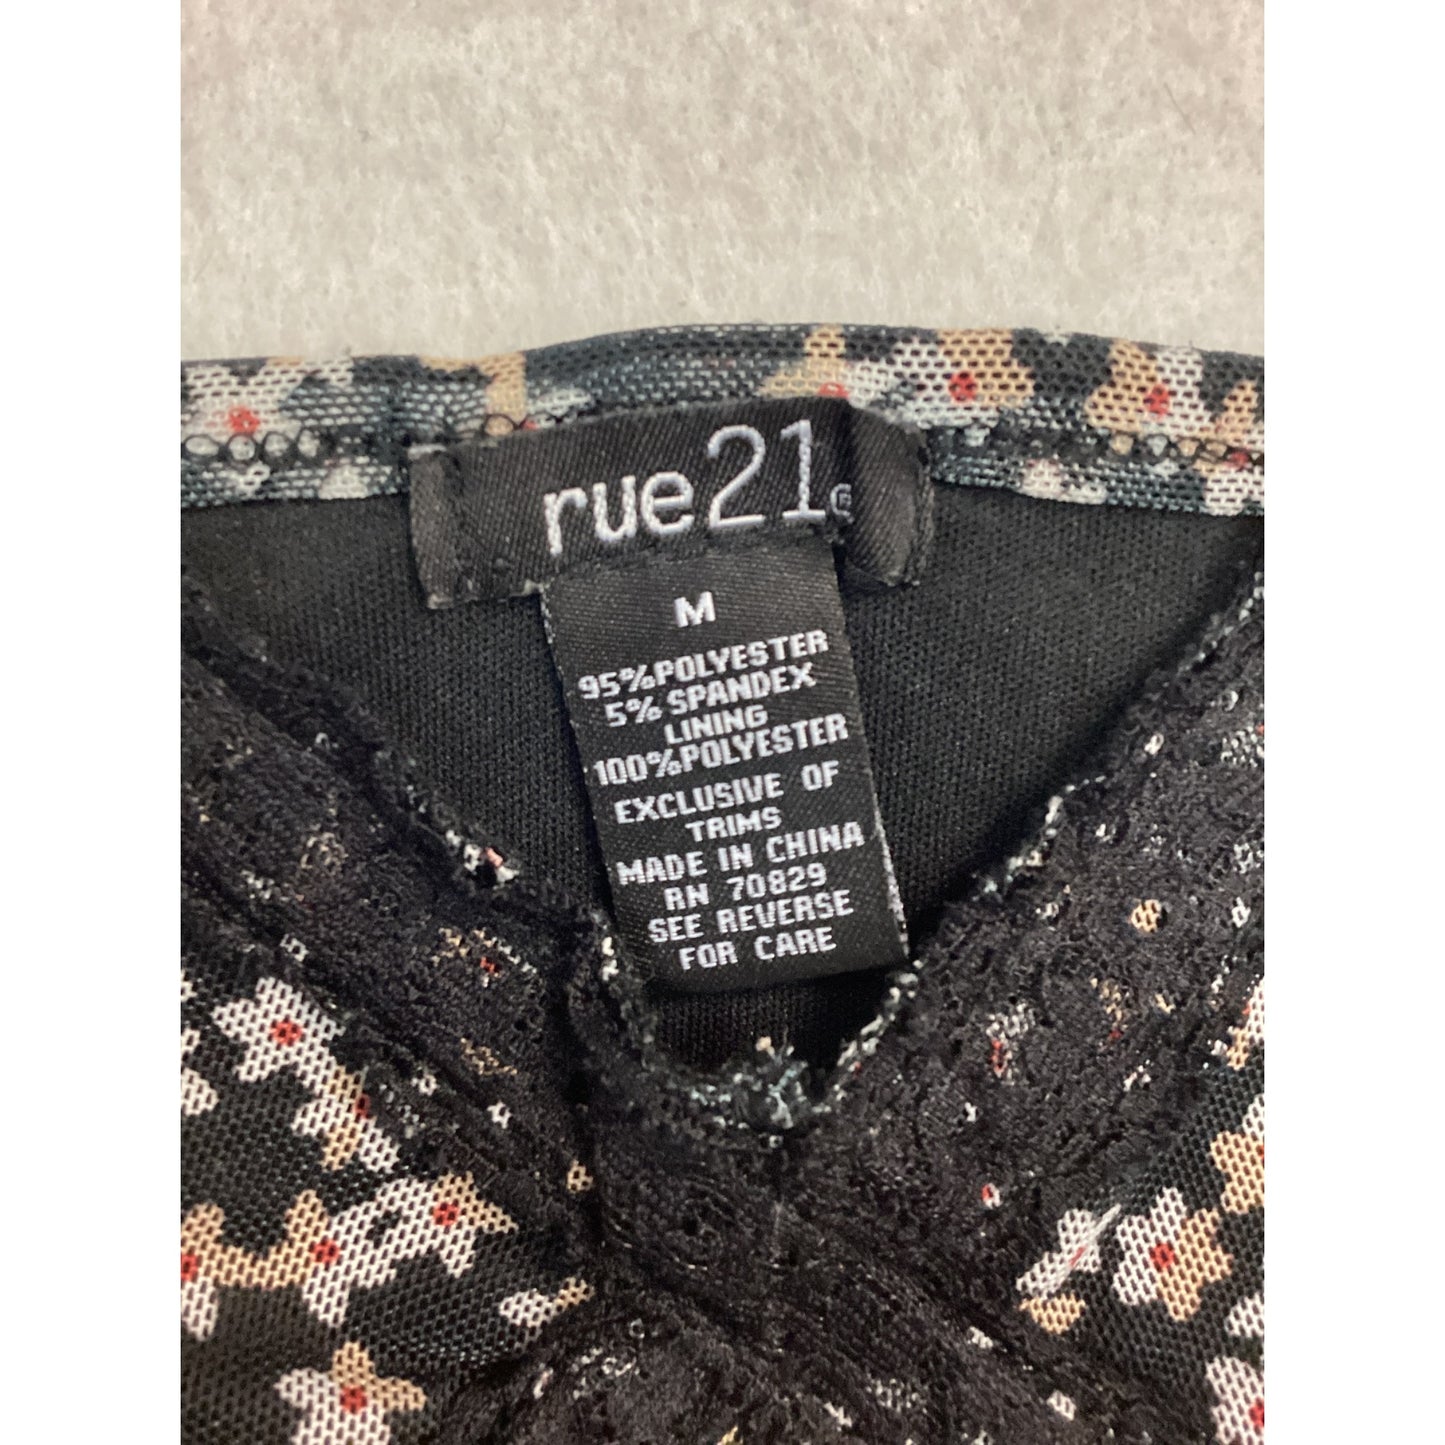 rue21®
M
95%POLYESTER
5% SPANDEX
LINING
100%POLYESTER
EXCLUSIVE OF
TRIMS
MADE IN CHINA
RN 70829
SEE REVERSE
FOR CARE